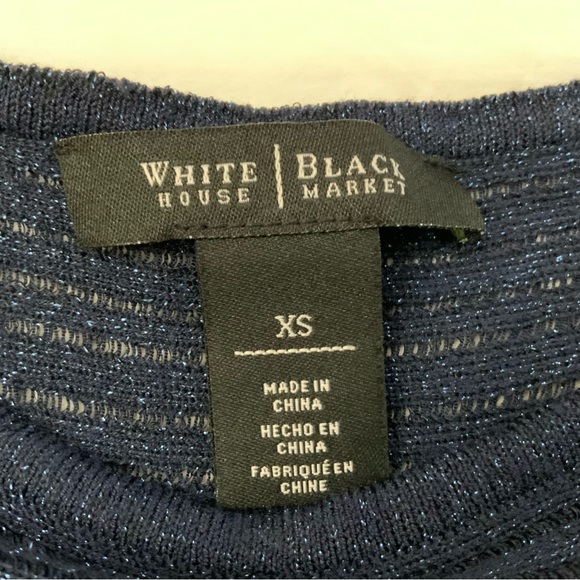 WHITE HOUSE | BLACK MARKET
XS
MADE IN
CHINA
HECHO EN
CHINA
FABRIQUÉ EN
CHINE